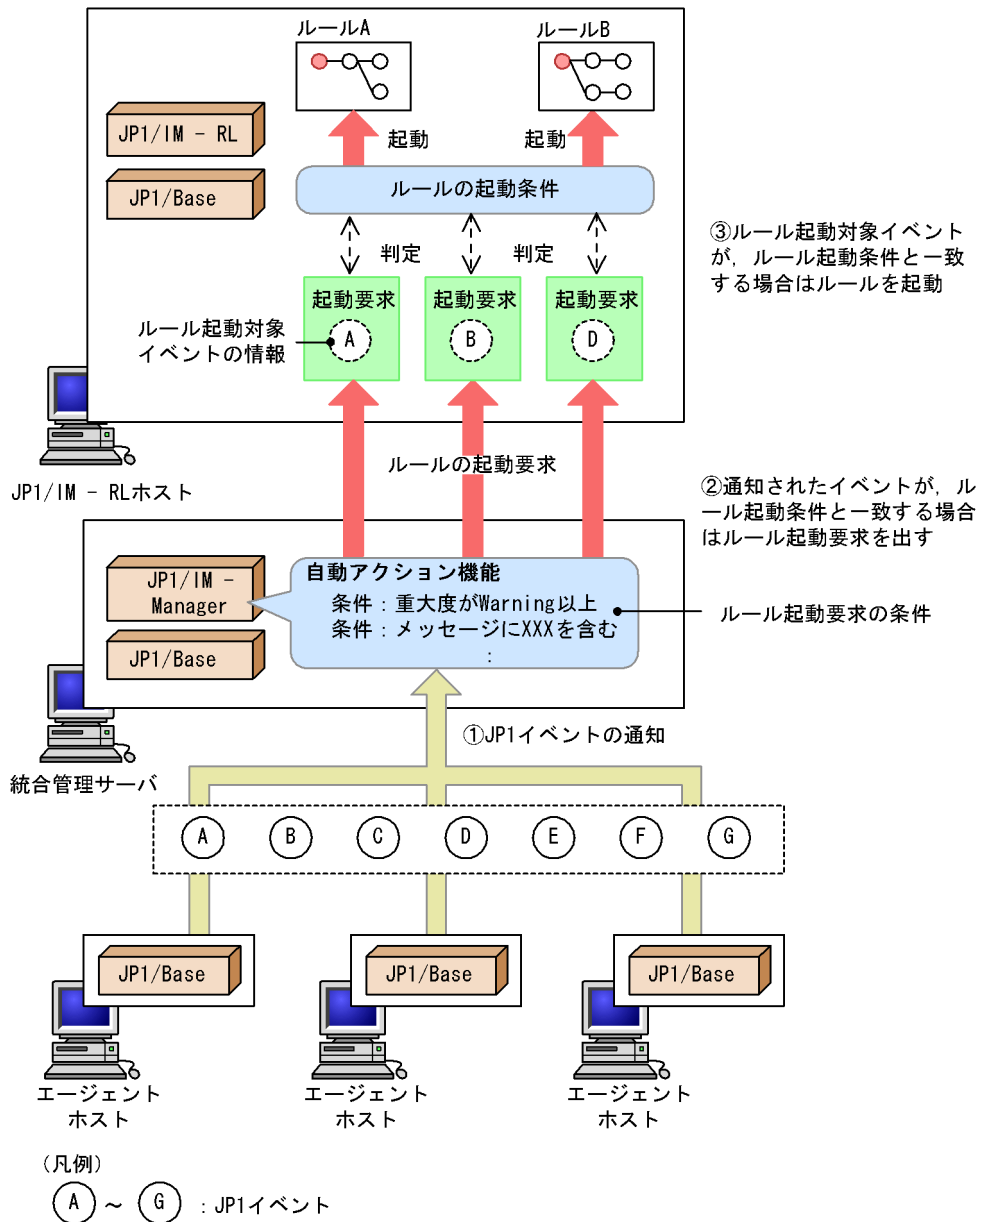 ルールA
ルールB
JP1/IM - RL
起動
起動
JP1/Base
ルールの起動条件
判定
判定
③ルール起動対象イベント
が，ルール起動条件と一致
する場合はルールを起動
起動要求
起動要求
起動要求
A
B
D
ルール起動対象
イベントの情報
ルールの起動要求
JP1/IM - RLホスト
②通知されたイベントが，ル
ール起動条件と一致する場合
はルール起動要求を出す
自動アクション機能
JP1/IM -
Manager
条件：重大度がWarning以上
条件：メッセージにXXXを含む
：
ルール起動要求の条件
JP1/Base
①JP1イベントの通知
統合管理サーバ
A
B
C
D
E
F
G
JP1/Base
JP1/Base
JP1/Base
エージェント
ホスト
エージェント
ホスト
エージェント
ホスト
（凡例）
A ～ G ：JP1イベント